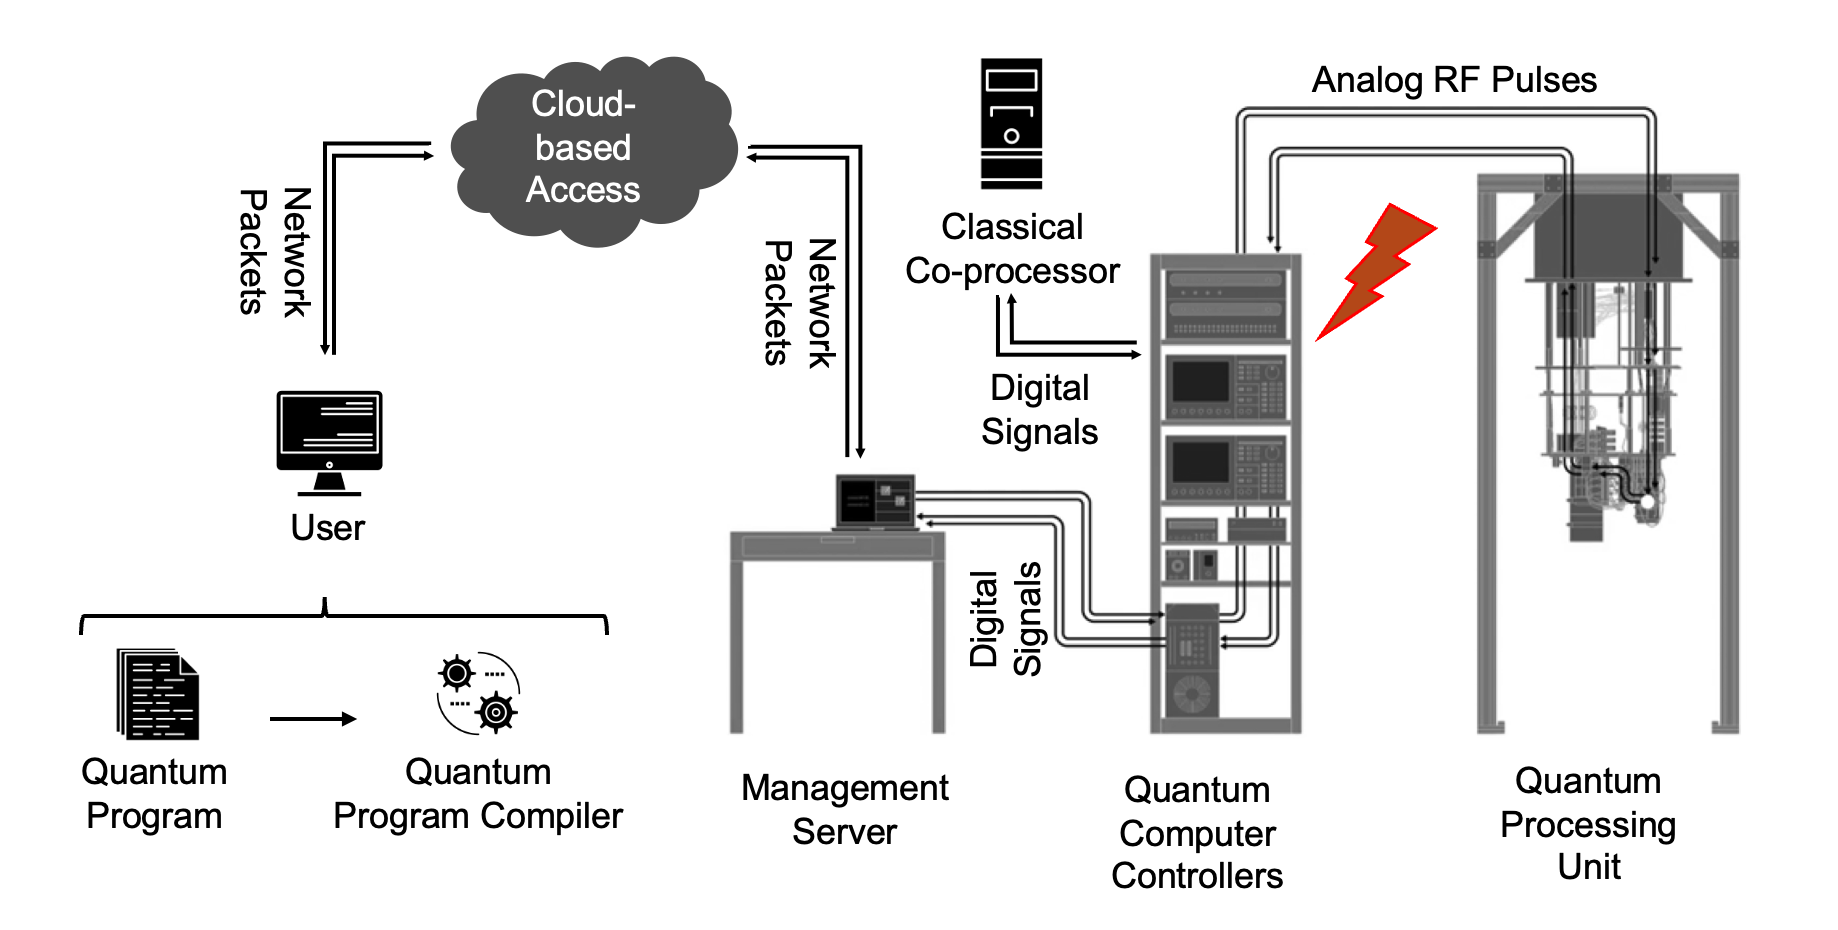 Cloud-
based
Access
Network
Packets
Network
Packets
Classical
Co-processor
Digital
Signals
Analog RF Pulses
User
Digital
Signals
Quantum
Program
Quantum
Program Compiler
Management
Server
Quantum
Computer
Controllers
Quantum
Processing
Unit